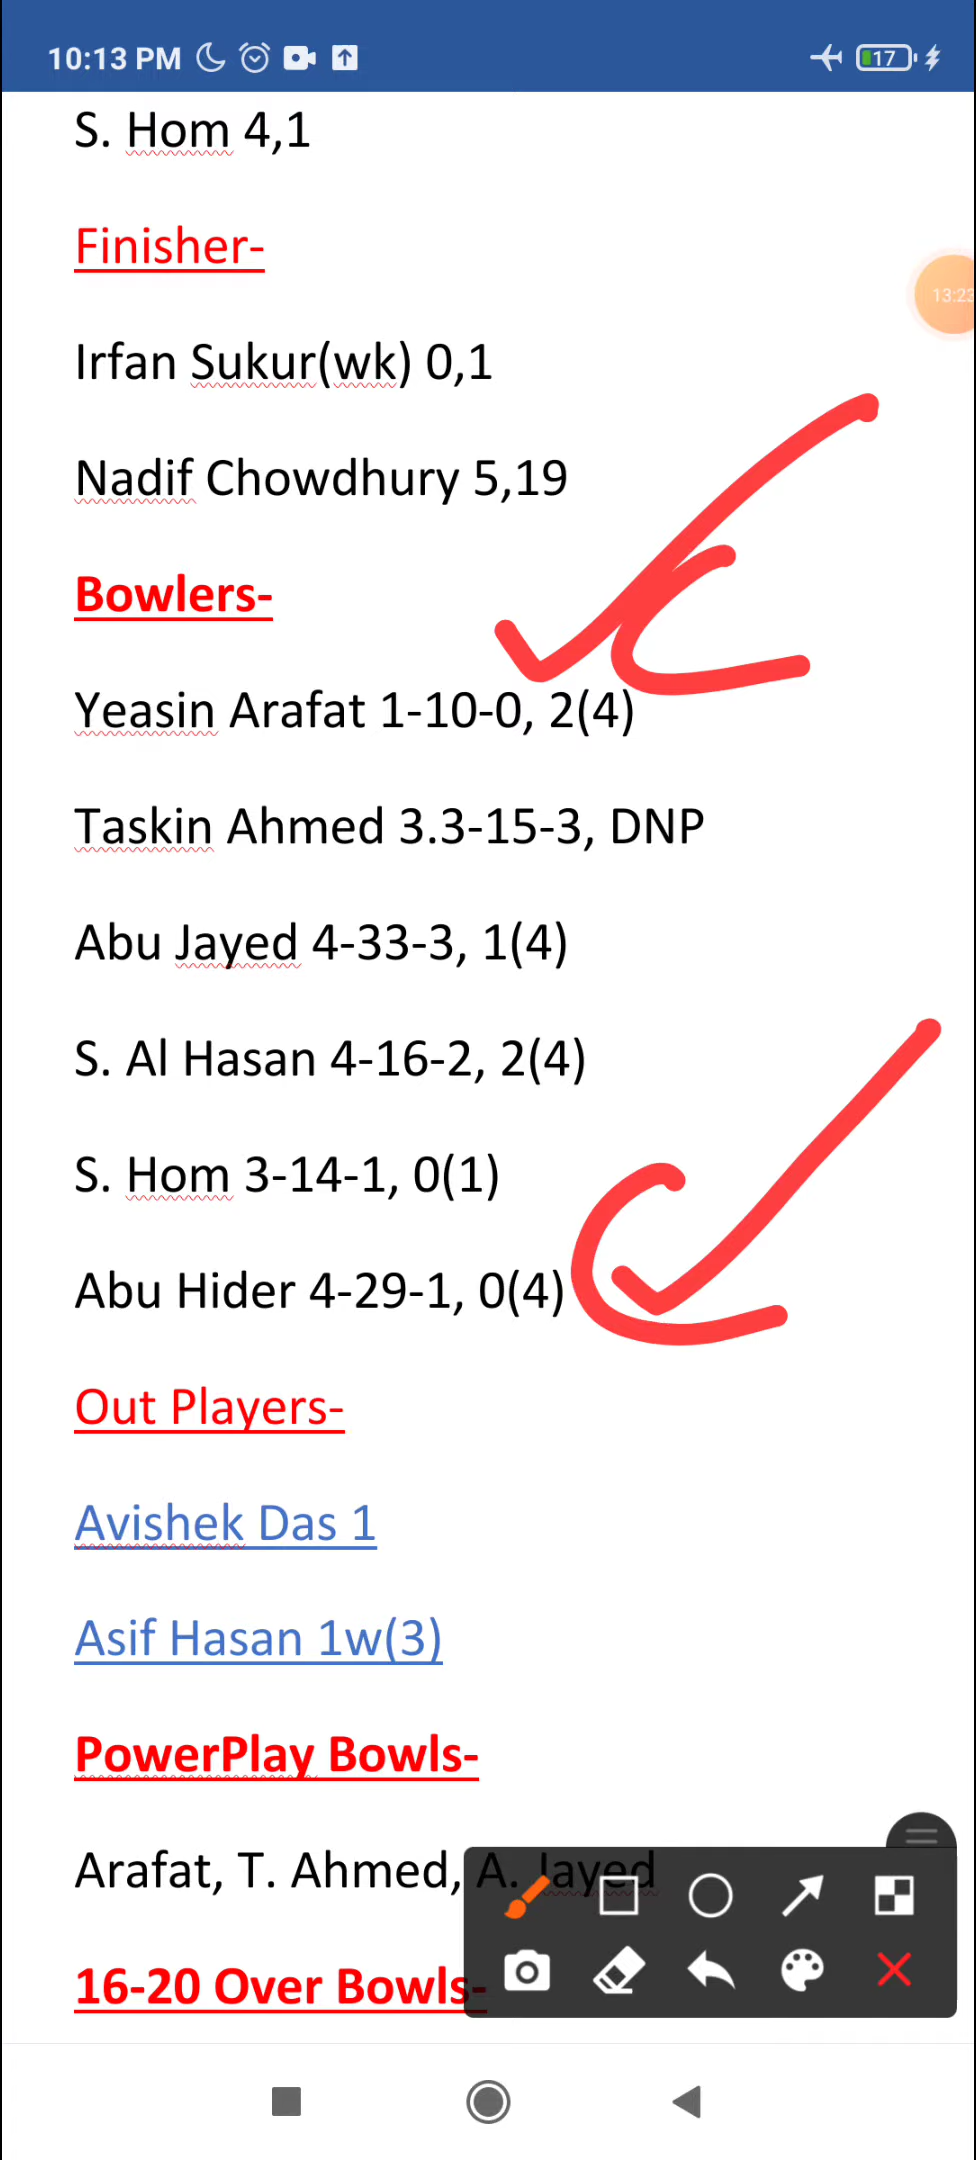 10:13 PM 17
S. Hom 4,1
Finisher-
13:23
Irfan Sukur(wk) 0,1
Nadif Chowdhury 5,19
Bowlers-
Yeasin Arafat 1-10-0, 2(4)
Taskin Ahmed 3.3-15-3, DNP
Abu Jayed 4-33-3, 1(4)
S. Al Hasan 4-16-2, 2(4)
S. Hom 3-14-1, 0(1)
Abu Hider 4-29-1, 0(4)
Out Players-
Avishek Das 1
Asif Hasan 1w(3)
PowerPlay Bowls-
Arafat, T. Ahmed, A. Jayed
16-20 Over Bowls-